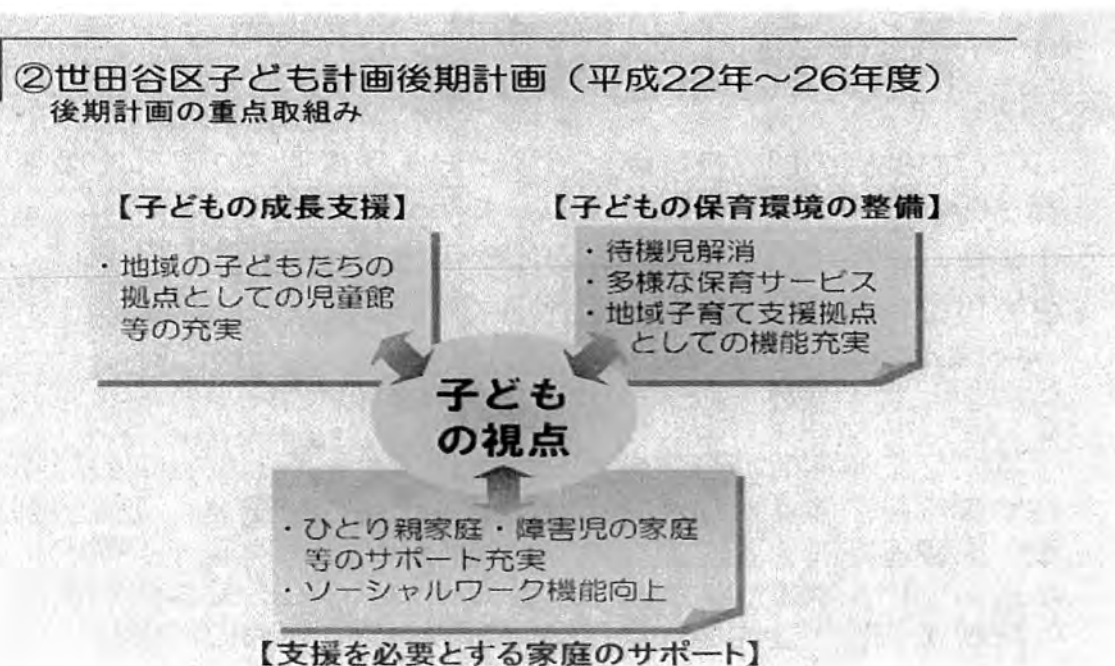 ②世田谷区子ども計画後期計画（平成22年～26年度）
後期計画の重点取組み
【子どもの成長支援】
・地域の子どもたちの
拠点としての児童館
等の充実
【子どもの保育環境の整備】
・待機児解消
・多様な保育サービス
・地域子育て支援拠点
としての機能充実
子ども
の視点
・ひとり親家庭・障害児の家庭
等のサポート充実
・ソーシャルワーク機能向上
【支援を必要とする家庭のサポート】